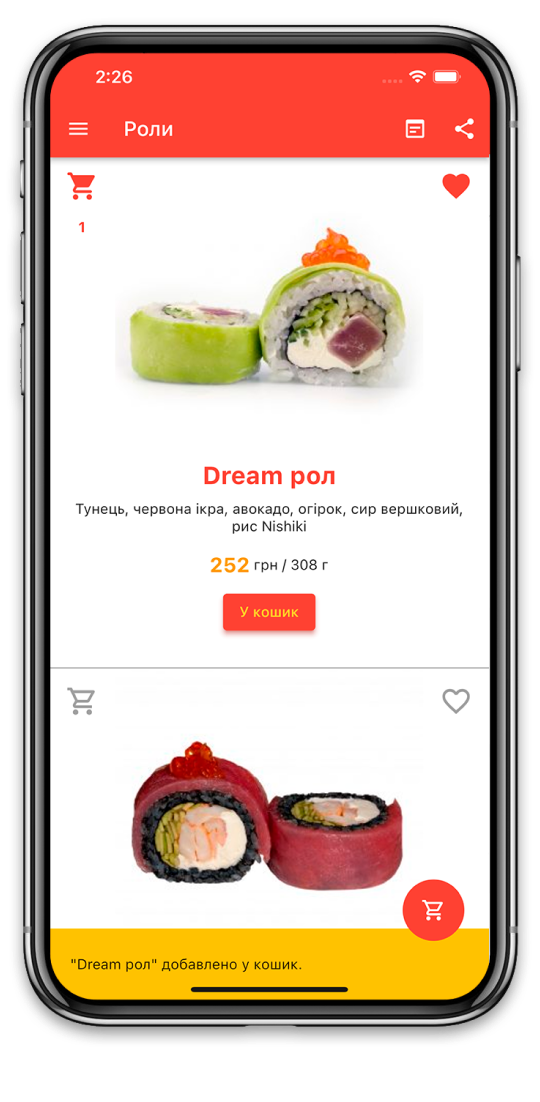 2:26
Роли
1
Dream рол
Тунець, червона ікра, авокадо, огірок, сир вершковий,
рис Nishiki
252 грн / 308 г
У кошик
"Dream рол" добавлено у кошик.